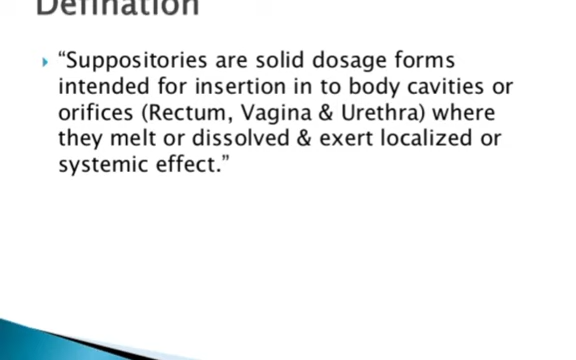 Defination
“Suppositories are solid dosage forms
intended for insertion in to body cavities or
orifices (Rectum, Vagina & Urethra) where
they melt or dissolved & exert localized or
systemic effect.”